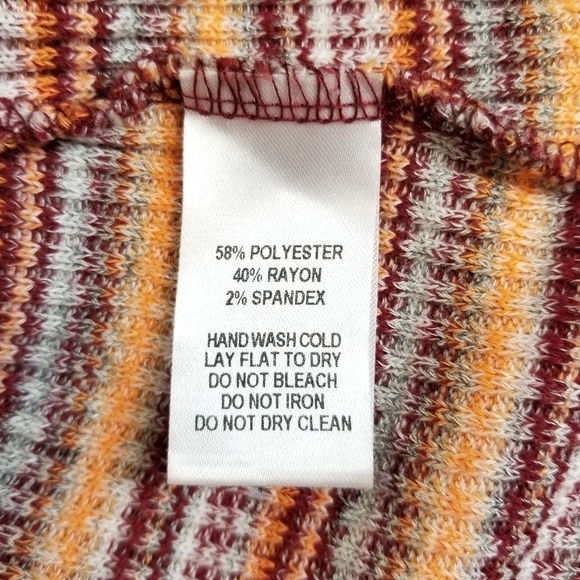 58% POLYESTER
40% RAYON
2% SPANDEX
HAND WASH COLD
LAY FLAT TO DRY
DO NOT BLEACH
DO NOT IRON
DO NOT DRY CLEAN